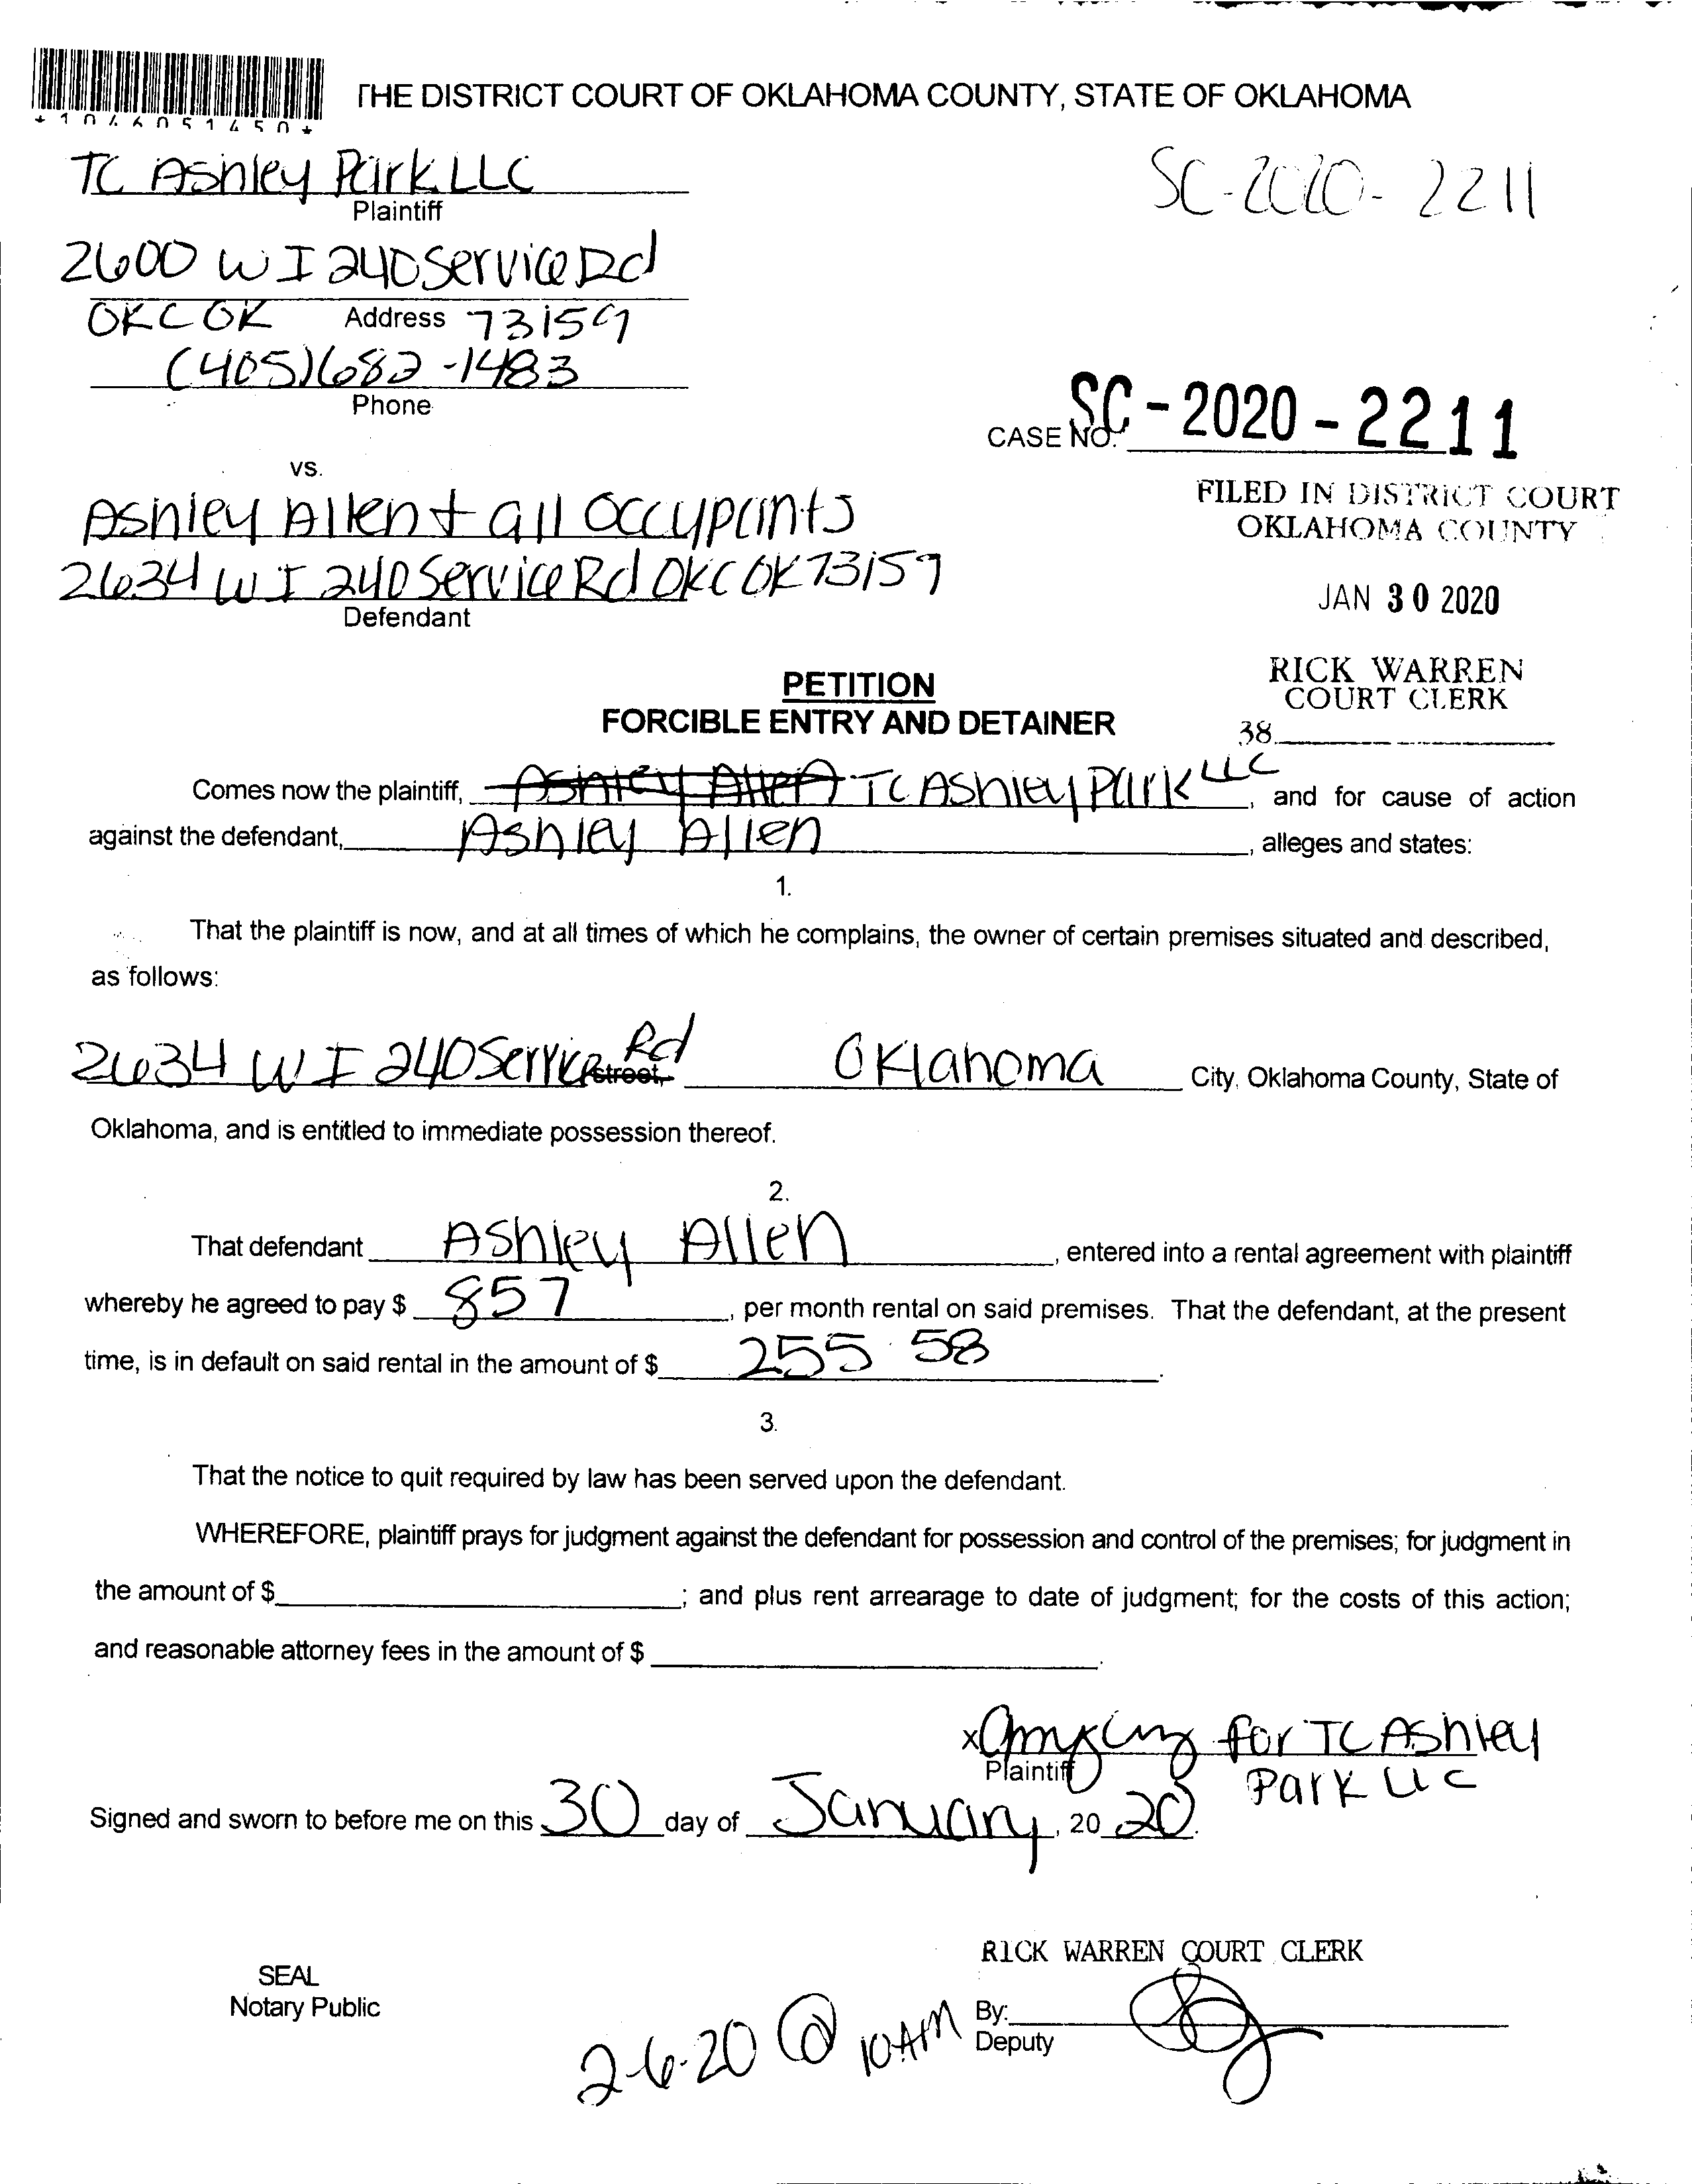 *1046051450*
THE DISTRICT COURT OF OKLAHOMA COUNTY, STATE OF OKLAHOMA
TC Ashley Park LLC
Plaintiff
SC-2020-2211
2600 W I 240 Service Rd
OKC OK Address 73159
(405)682-1483
Phone
CASE NO. SC-2020-2211
vs.
FILED IN DISTRICT COURT
OKLAHOMA COUNTY
Ashley Allen + all occupants
2634 W I 240 Service Rd OKC OK 73159
Defendant
JAN 30 2020
RICK WARREN
COURT CLERK
38
PETITION
FORCIBLE ENTRY AND DETAINER
Comes now the plaintiff, Ashley Allen TC Ashley Park LLC, and for cause of action
against the defendant, Ashley Allen, alleges and states:
1.
That the plaintiff is now, and at all times of which he complains, the owner of certain premises situated and described,
as follows:
2634 W I 240 Service Rd street, Oklahoma City, Oklahoma County, State of
Oklahoma, and is entitled to immediate possession thereof.
2.
That defendant Ashley Allen, entered into a rental agreement with plaintiff
whereby he agreed to pay $ 857, per month rental on said premises. That the defendant, at the present
time, is in default on said rental in the amount of $ 255.58.
3.
That the notice to quit required by law has been served upon the defendant.
WHEREFORE, plaintiff prays for judgment against the defendant for possession and control of the premises; for judgment in
the amount of $ ; and plus rent arrearage to date of judgment; for the costs of this action;
and reasonable attorney fees in the amount of $ .
x for TC Ashley
Plaintiff Park LLC
Signed and sworn to before me on this 30 day of January, 20 20.
RICK WARREN COURT CLERK
SEAL
Notary Public
By:
Deputy
2-6-20 @ 10AM